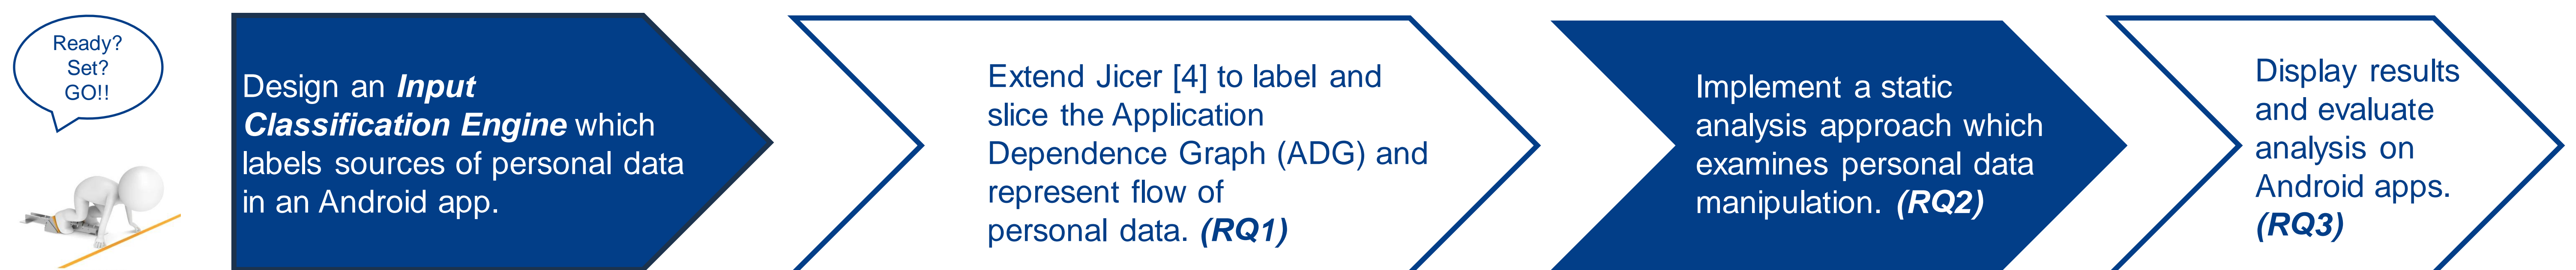 Ready?
Set?
GO!!
Design an Input
Classification Engine which
labels sources of personal data
in an Android app.
Extend Jicer [4] to label and
slice the Application
Dependence Graph (ADG) and
represent flow of
personal data. (RQ1)
Implement a static
analysis approach which
examines personal data
manipulation. (RQ2)
Display results
and evaluate
analysis on
Android apps.
(RQ3)